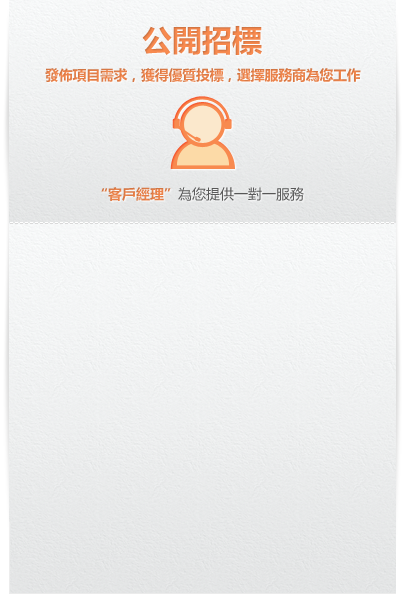 公開招標
發佈項目需求，獲得優質投標，選擇服務商為您工作
“客戶經理” 為您提供一對一服務